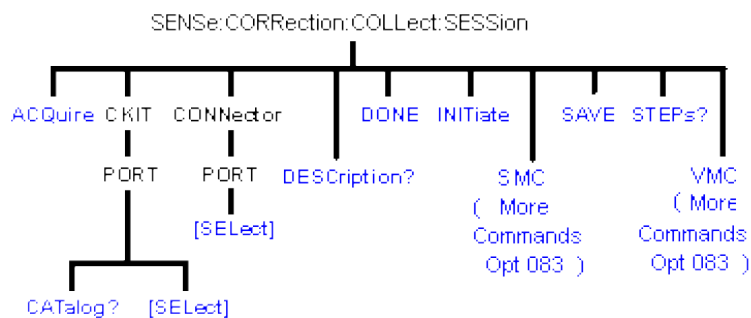 SENSe:CORRection:COLLect:SESSion
ACQuire CKIT CONNector DONE INITiate SAVE STEPs?
PORT PORT DESCription? SMC VMC
[SELect] ( More ( More
Commands Commands
Opt 083 ) Opt 083 )
CATalog? [SELect]